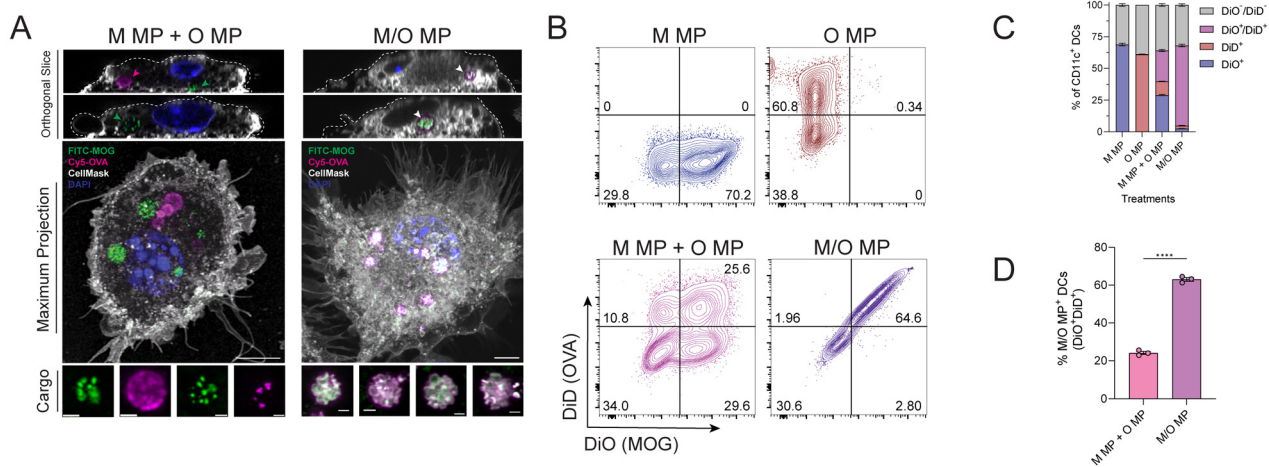 A
M MP + O MP
M/O MP
Orthogonal Slice
Maximum Projection
FITC-MOG
Cy5-OVA
CellMask
DAPI
FITC-MOG
Cy5-OVA
CellMask
DAPI
Cargo
B
M MP
O MP
0
0
29.8
70.2
60.8
0.34
38.8
0
M MP + O MP
M/O MP
25.6
10.8
34.0
29.6
1.96
64.6
30.6
2.80
DiD (OVA)
DiO (MOG)
C
% of CD11c⁺ DCs
100
75
50
25
0
M MP
O MP
M MP + O MP
M/O MP
Treatments
DiO⁻/DiD⁻
DiO⁺/DiD⁺
DiD⁺
DiO⁺
D
% M/O MP⁺ DCs
(DiO⁺DiD⁺)
80
60
40
20
0
****
M MP + O MP
M/O MP